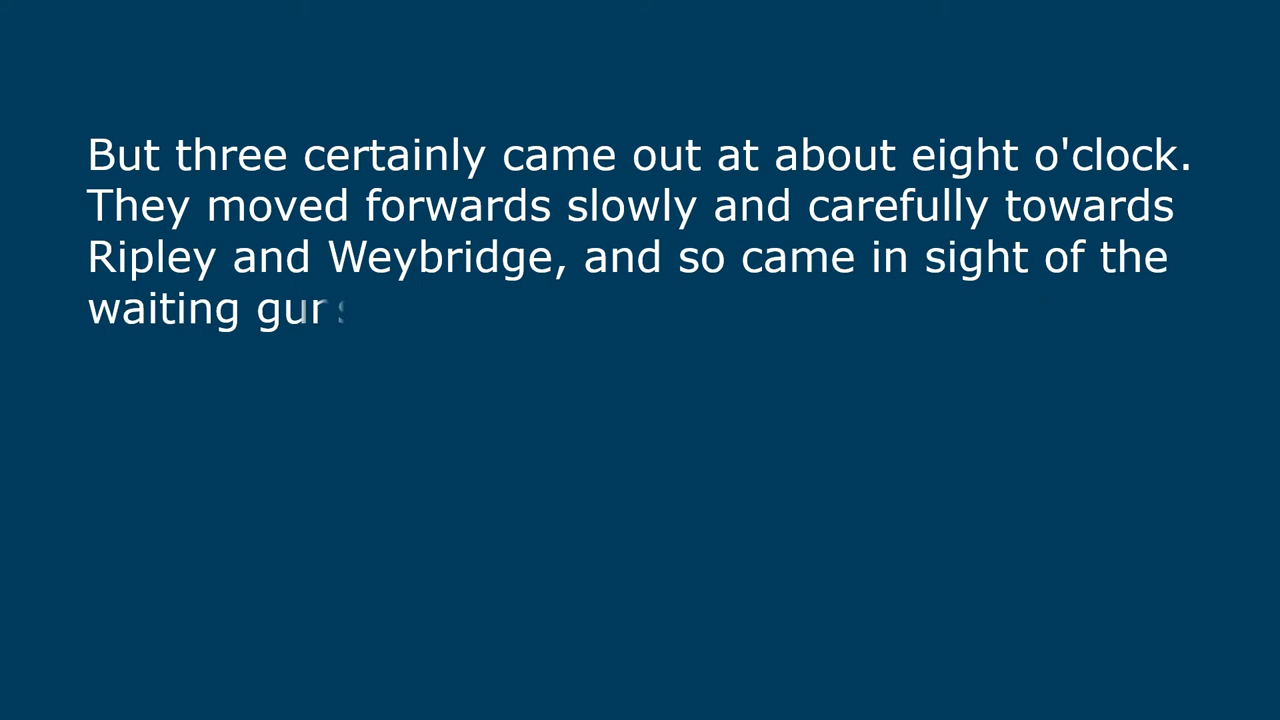 But three certainly came out at about eight o'clock.
They moved forwards slowly and carefully towards
Ripley and Weybridge, and so came in sight of the
waiting guns